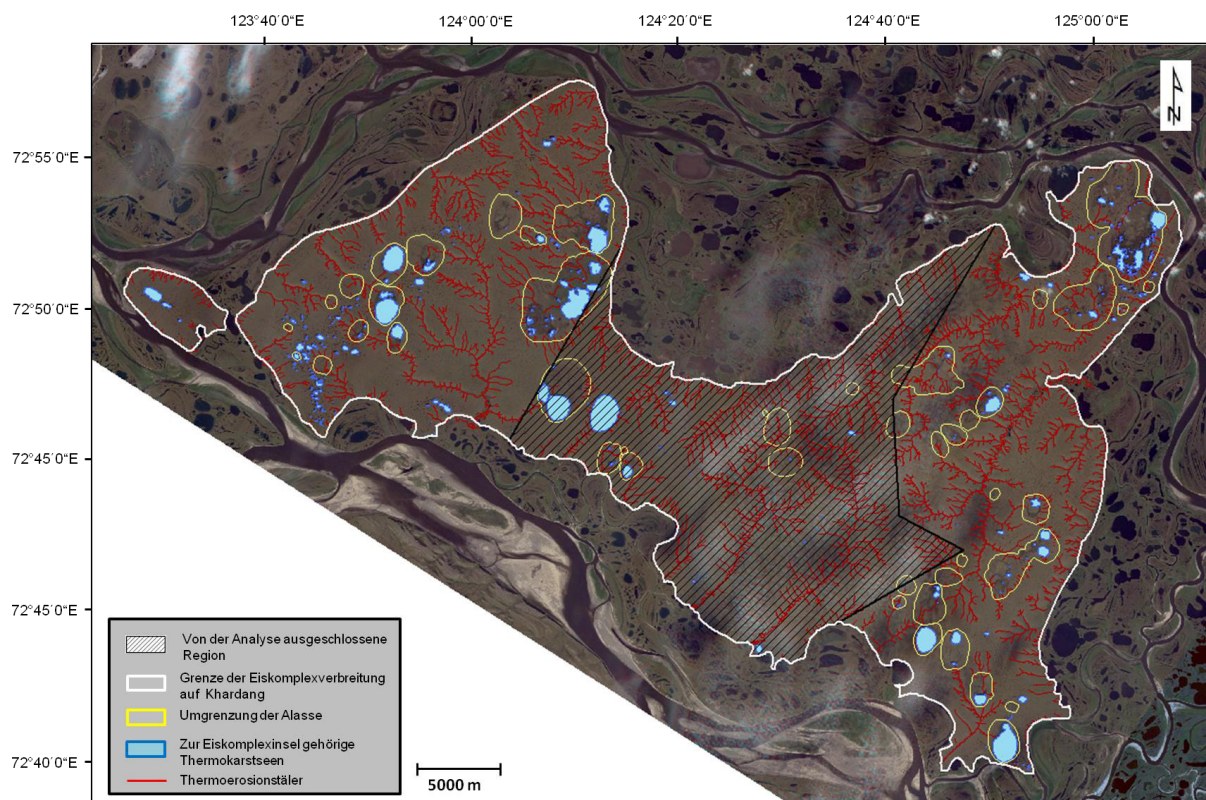 123°40'0"E
124°00'0"E
124°20'0"E
124°40'0"E
125°00'0"E
N
72°55'0"E
72°50'0"E
72°45'0"E
72°45'0"E
72°40'0"E
Von der Analyse ausgeschlossene
Region
Grenze der Eiskomplexverbreitung
auf Khardang
Umgrenzung der Alasse
Zur Eiskomplexinsel gehörige
Thermokarstseen
Thermoerosionstäler
5000 m